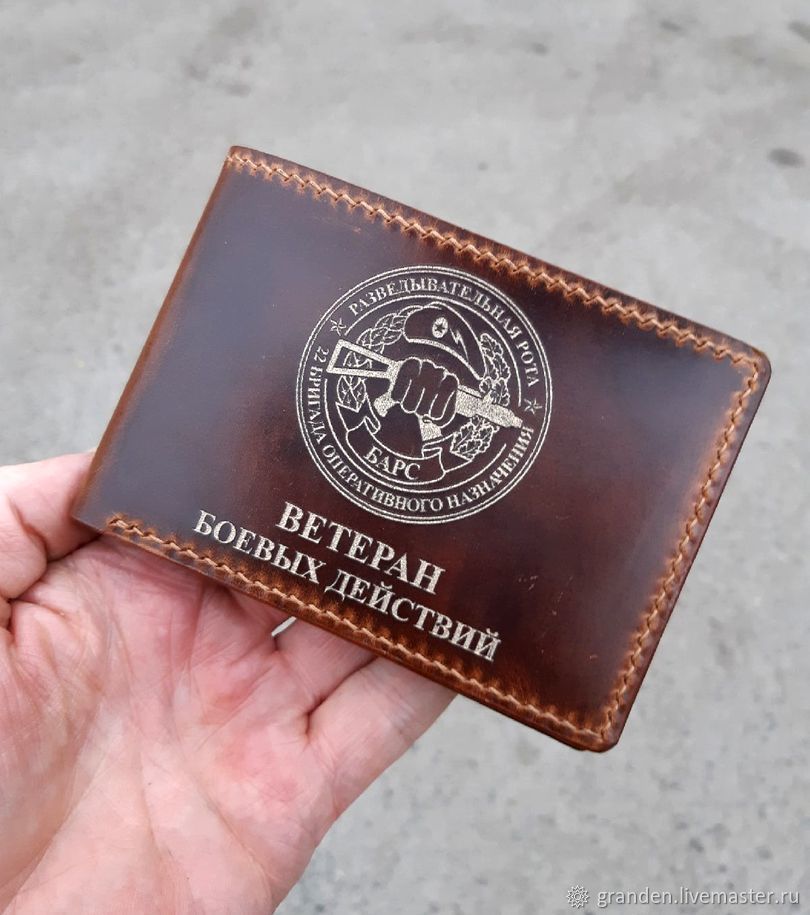 РАЗВЕДЫВАТЕЛЬНАЯ РОТА
22 БРИГАДА ОПЕРАТИВНОГО НАЗНАЧЕНИЯ
БАРС
ВЕТЕРАН
БОЕВЫХ ДЕЙСТВИЙ
granden.livemaster.ru